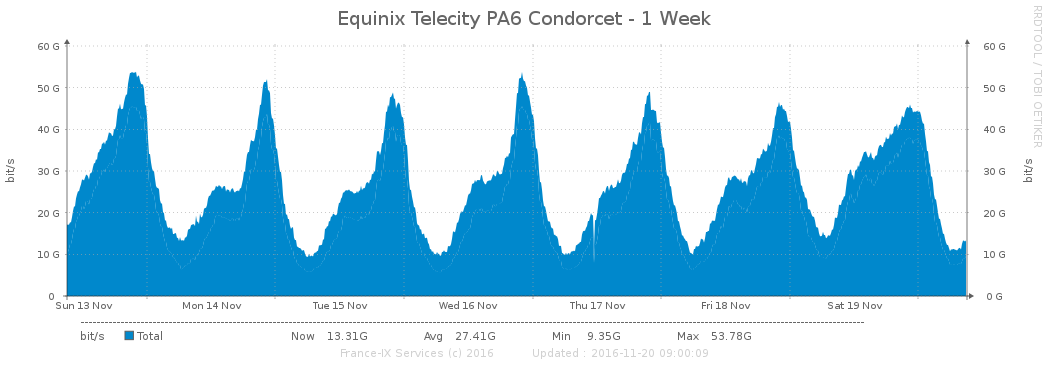 Equinix Telecity PA6 Condorcet - 1 Week
RRDTOOL / TOBI OETIKER
60 G 60 G
50 G 50 G
40 G 40 G
30 G 30 G
20 G 20 G
10 G 10 G
0 0 G
bit/s bit/s
Sun 13 Nov Mon 14 Nov Tue 15 Nov Wed 16 Nov Thu 17 Nov Fri 18 Nov Sat 19 Nov
bit/s Total Now 13.31G Avg 27.41G Min 9.35G Max 53.78G
France-IX Services (c) 2016 Updated : 2016-11-20 09:00:09